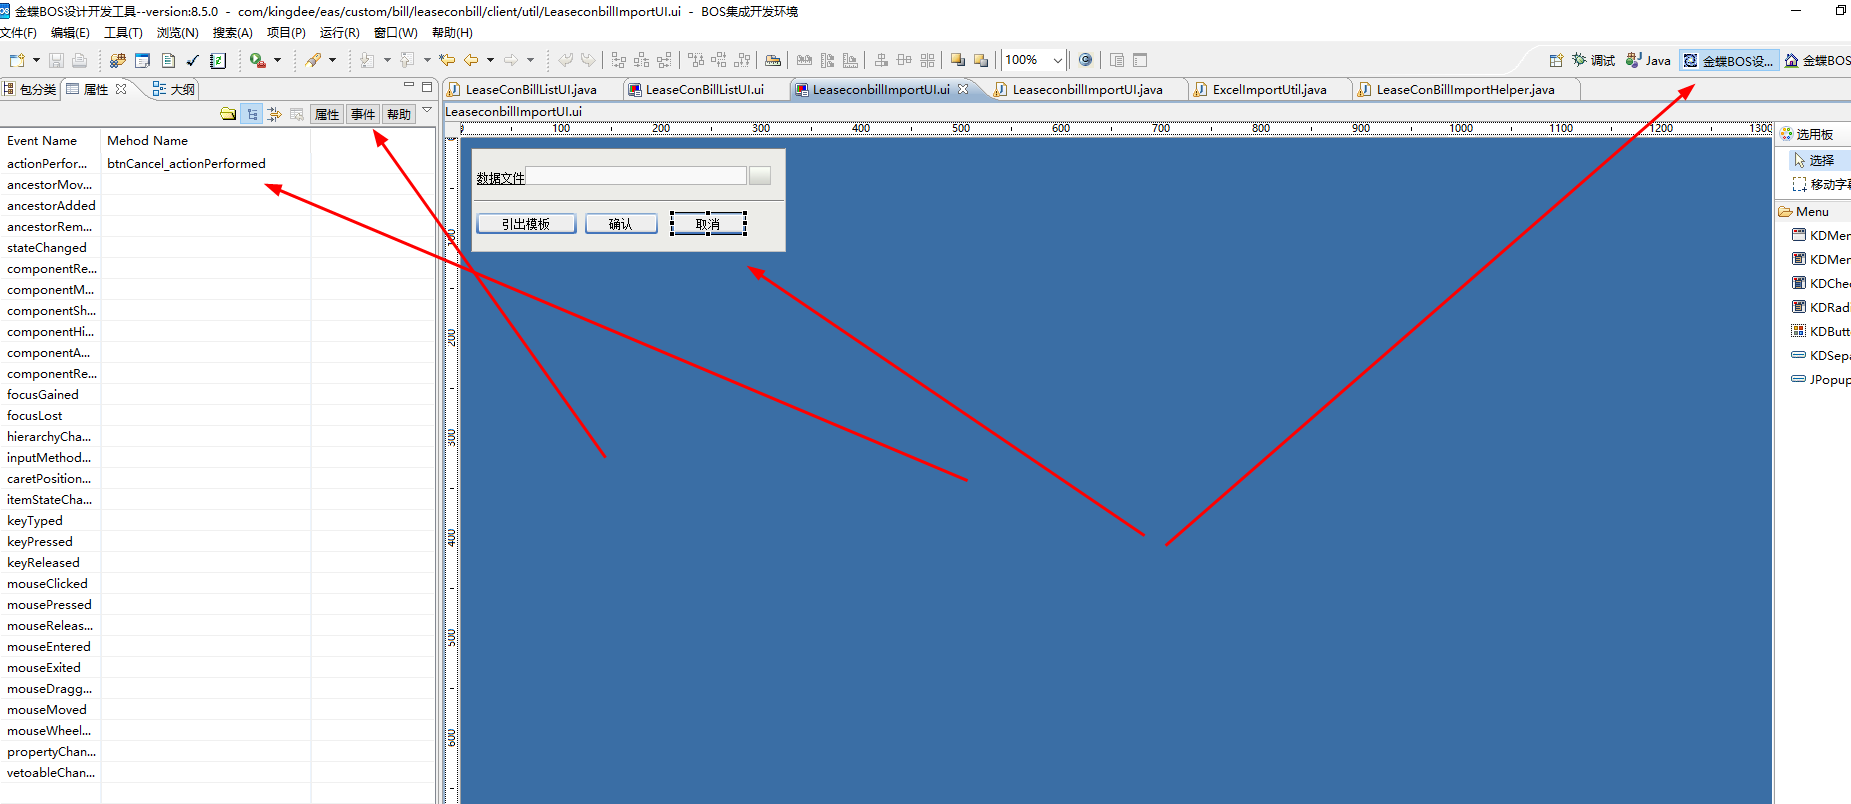 金蝶BOS设计开发工具--version:8.5.0 - com/kingdee/eas/custom/bill/leaseconbill/client/util/LeaseconbillImportUI.ui - BOS集成开发环境
文件(F) 编辑(E) 工具(T) 浏览(N) 搜索(A) 项目(P) 运行(R) 窗口(W) 帮助(H)
100% 调试 Java 金蝶BOS设... 金蝶BOS
包分类 属性 大纲 LeaseConBillListUI.java LeaseConBillListUI.ui LeaseconbillImportUI.ui LeaseconbillImportUI.java ExcelImportUtil.java LeaseConBillImportHelper.java
属性 事件 帮助
LeaseconbillImportUI.ui
0 100 200 300 400 500 600 700 800 900 1000 1100 1200 1300
Event Name Mehod Name
actionPerfor... btnCancel_actionPerformed
ancestorMov...
ancestorAdded
ancestorRem...
stateChanged
componentRe...
componentM...
componentSh...
componentHi...
componentA...
componentRe...
focusGained
focusLost
hierarchyCha...
inputMethod...
caretPosition...
itemStateCha...
keyTyped
keyPressed
keyReleased
mouseClicked
mousePressed
mouseReleas...
mouseEntered
mouseExited
mouseDragg...
mouseMoved
mouseWheel...
propertyChan...
vetoableChan...
100
200
300
400
500
600
数据文件
引出模板 确认 取消
选用板
选择
移动字幕
Menu
KDMen
KDMen
KDChec
KDRadi
KDButto
KDSepa
JPopup